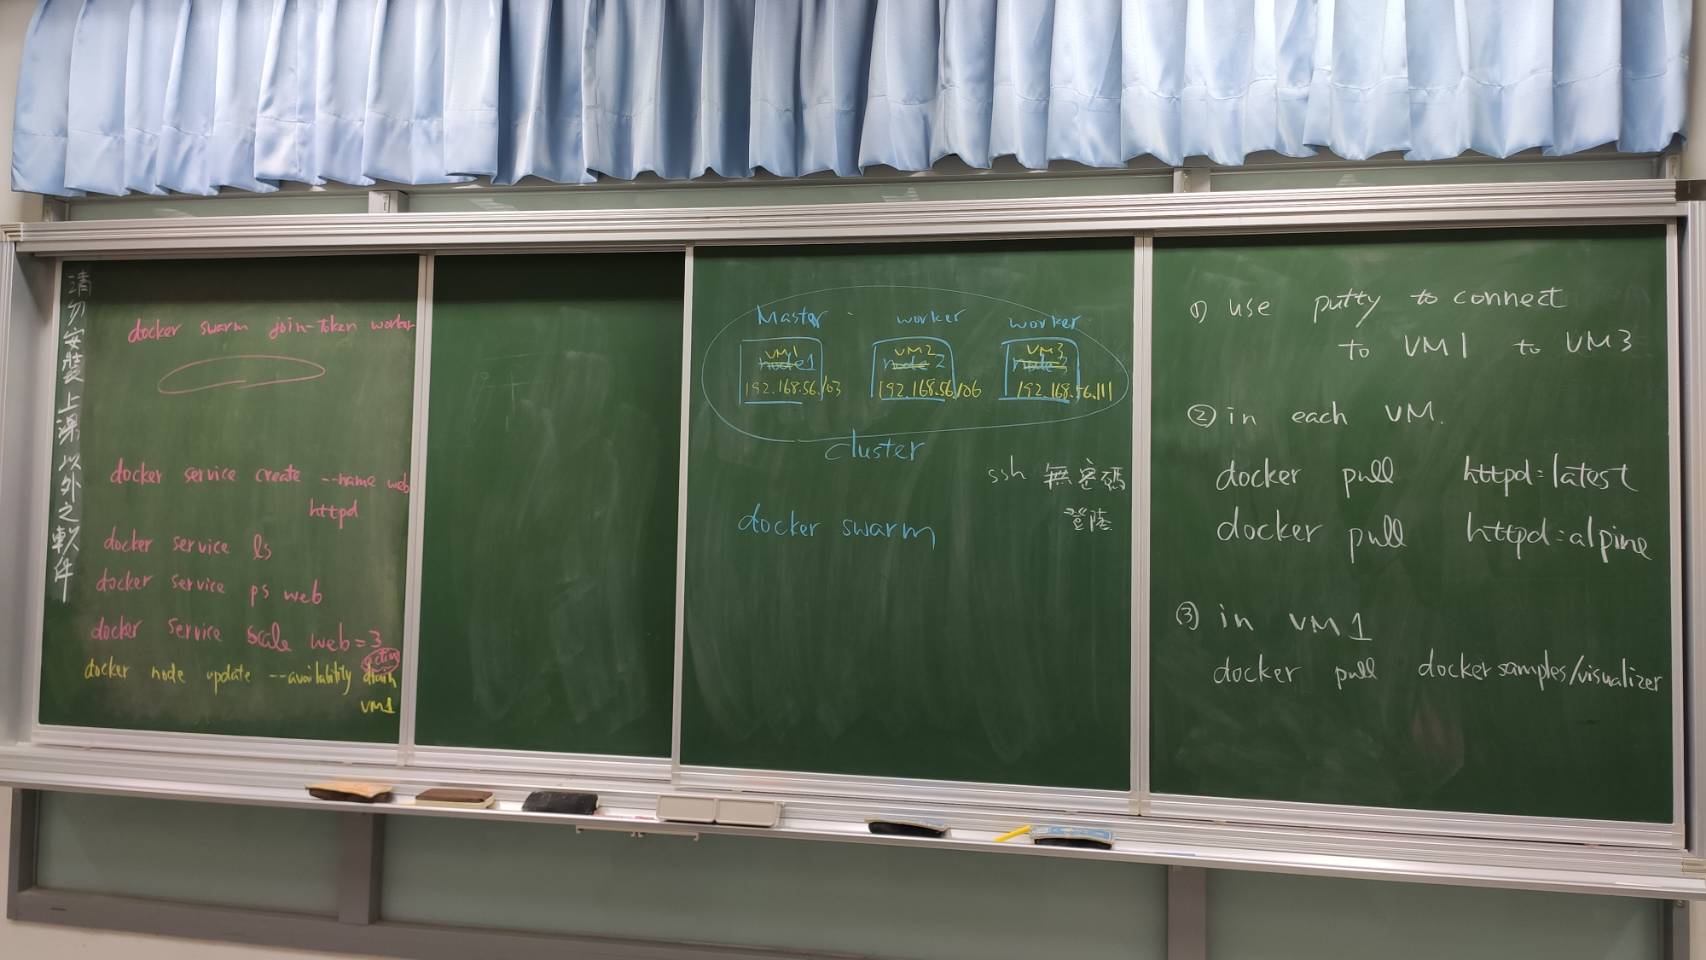 請勿安裝上課以外之軟件
docker swarm join-token worker
docker service create --name web
httpd
docker service ls
docker service ps web
docker service scale web=3
active
docker node update --availability drain
VM1
Master worker worker
VM1 VM2 VM3
node1 node2 node3
192.168.56.103 192.168.56.106 192.168.56.111
cluster
ssh 無密碼
登陸
docker swarm
① use putty to connect
to VM1 to VM3
② in each VM.
docker pull httpd:latest
docker pull httpd:alpine
③ in VM1
docker pull dockersamples/visualizer